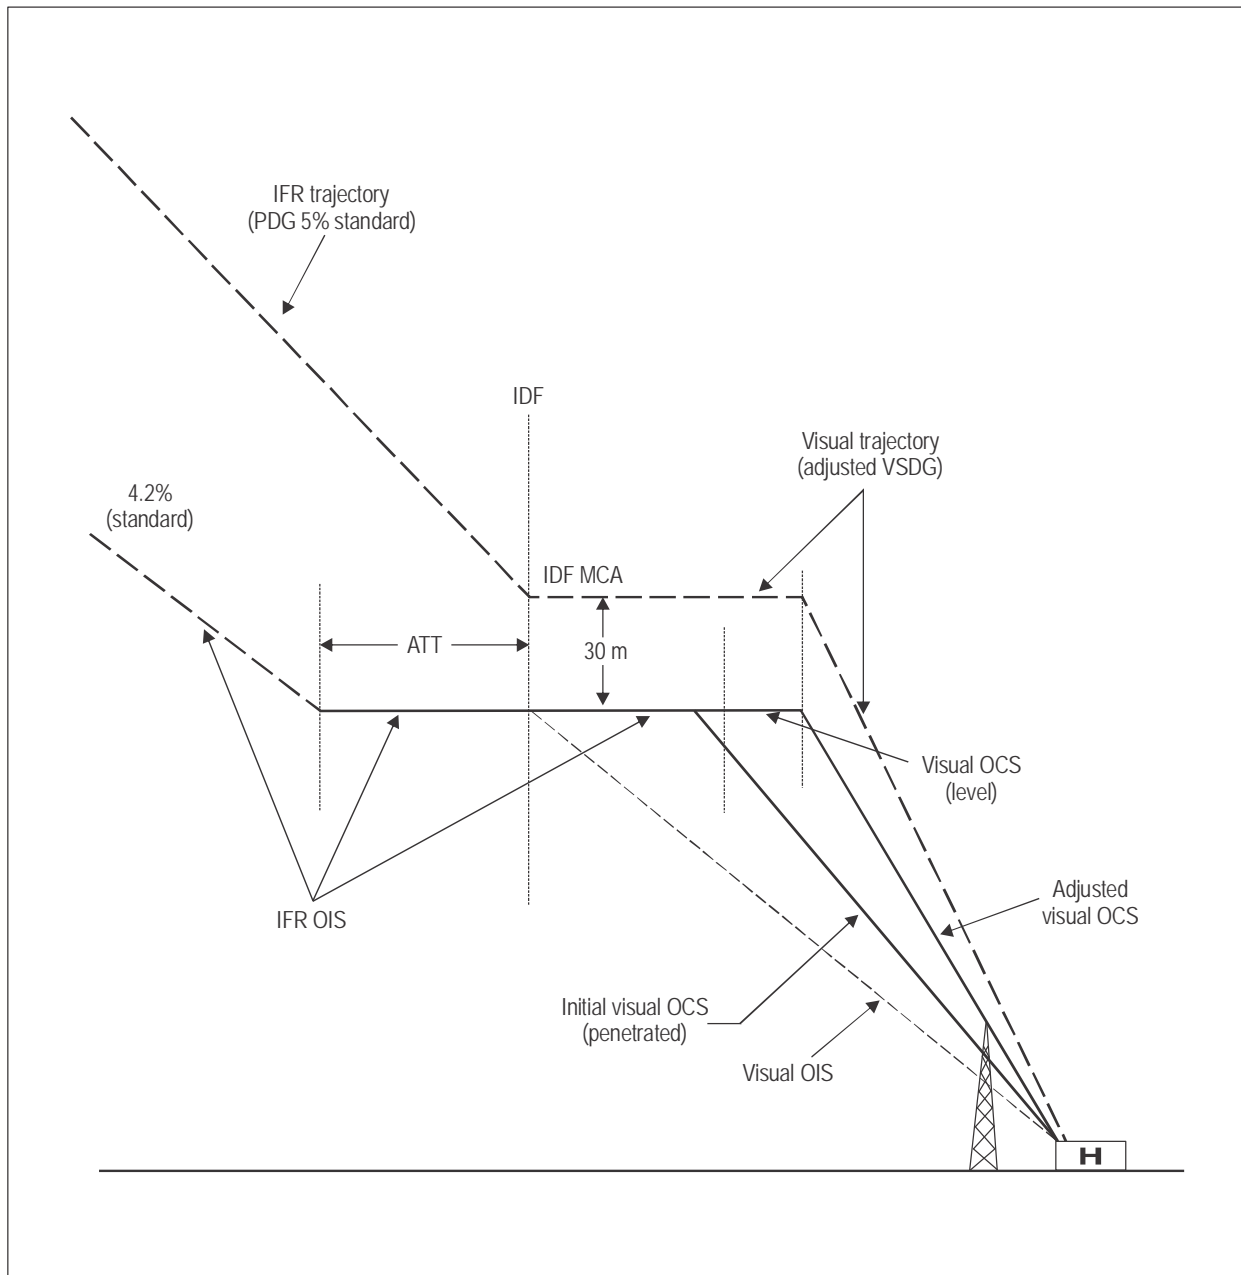 IFR trajectory
(PDG 5% standard)
IDF
Visual trajectory
(adjusted VSDG)
4.2%
(standard)
IDF MCA
ATT
30 m
Visual OCS
(level)
IFR OIS
Adjusted
visual OCS
Initial visual OCS
(penetrated)
Visual OIS
H